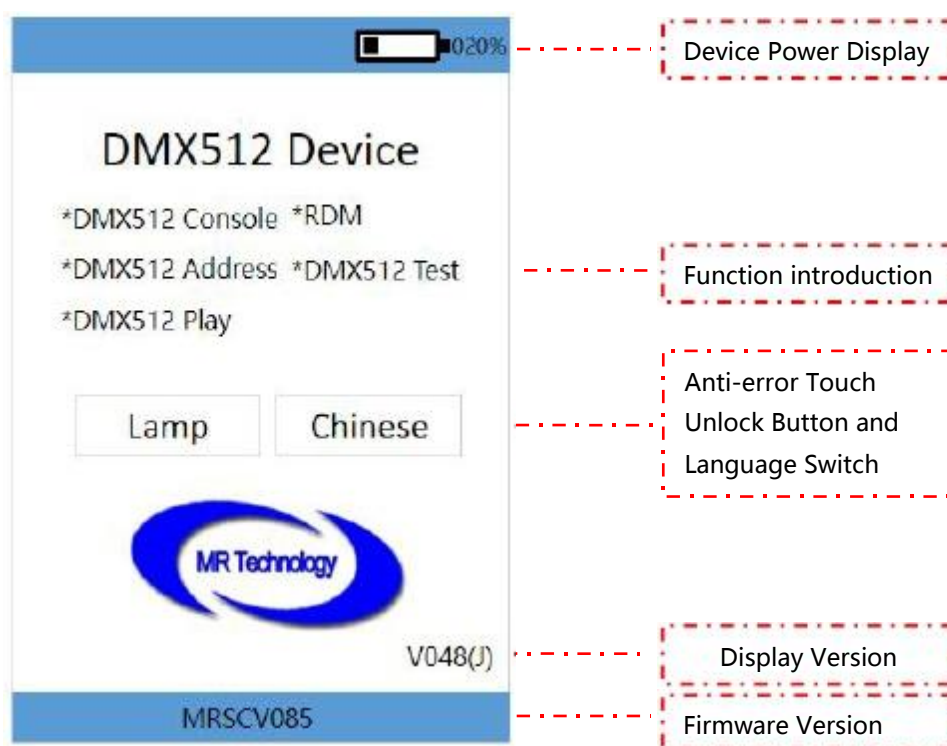 020%
Device Power Display
DMX512 Device
*DMX512 Console *RDM
*DMX512 Address *DMX512 Test
*DMX512 Play
Function introduction
Lamp
Chinese
Anti-error Touch
Unlock Button and
Language Switch
MR Technology
V048(J)
Display Version
MRSCV085
Firmware Version